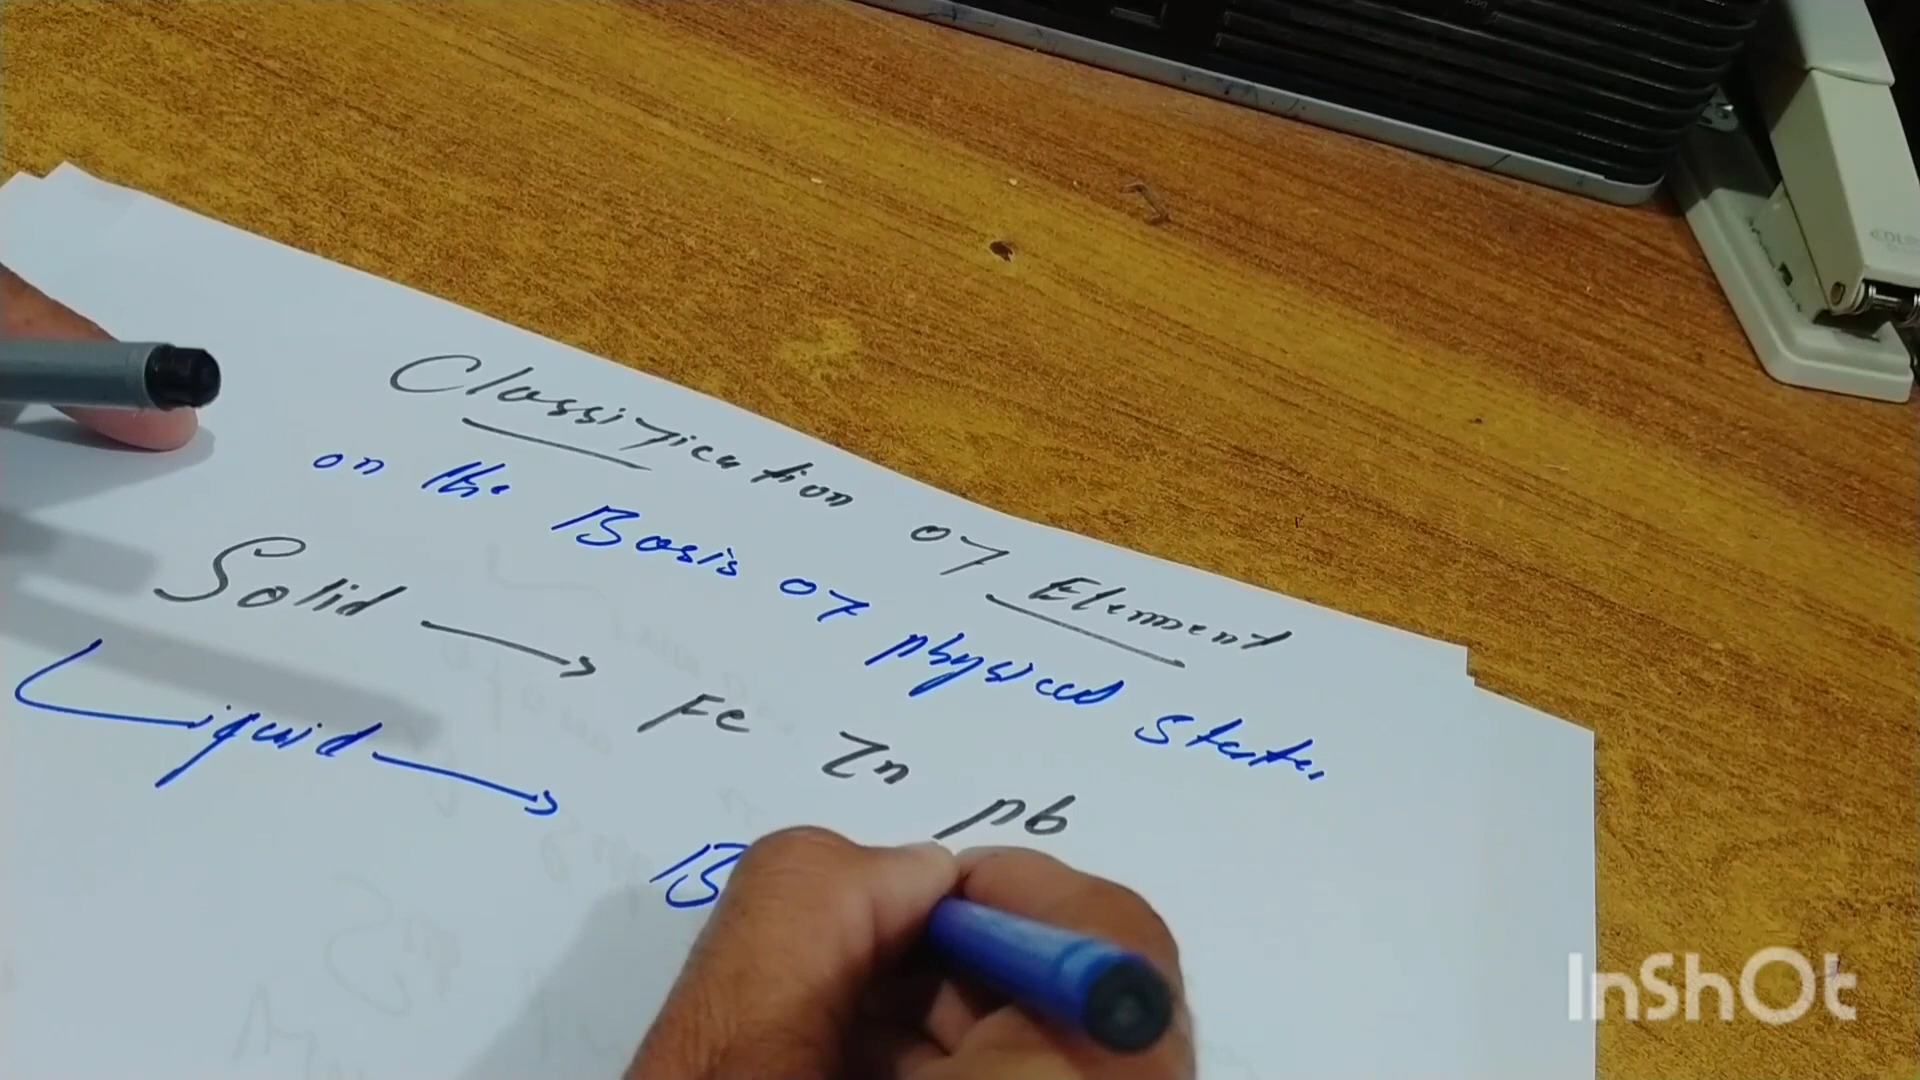 Classification of Element
on the Basis of physical State.
Solid → Fe Zn pb
Liquid → B
InShOt